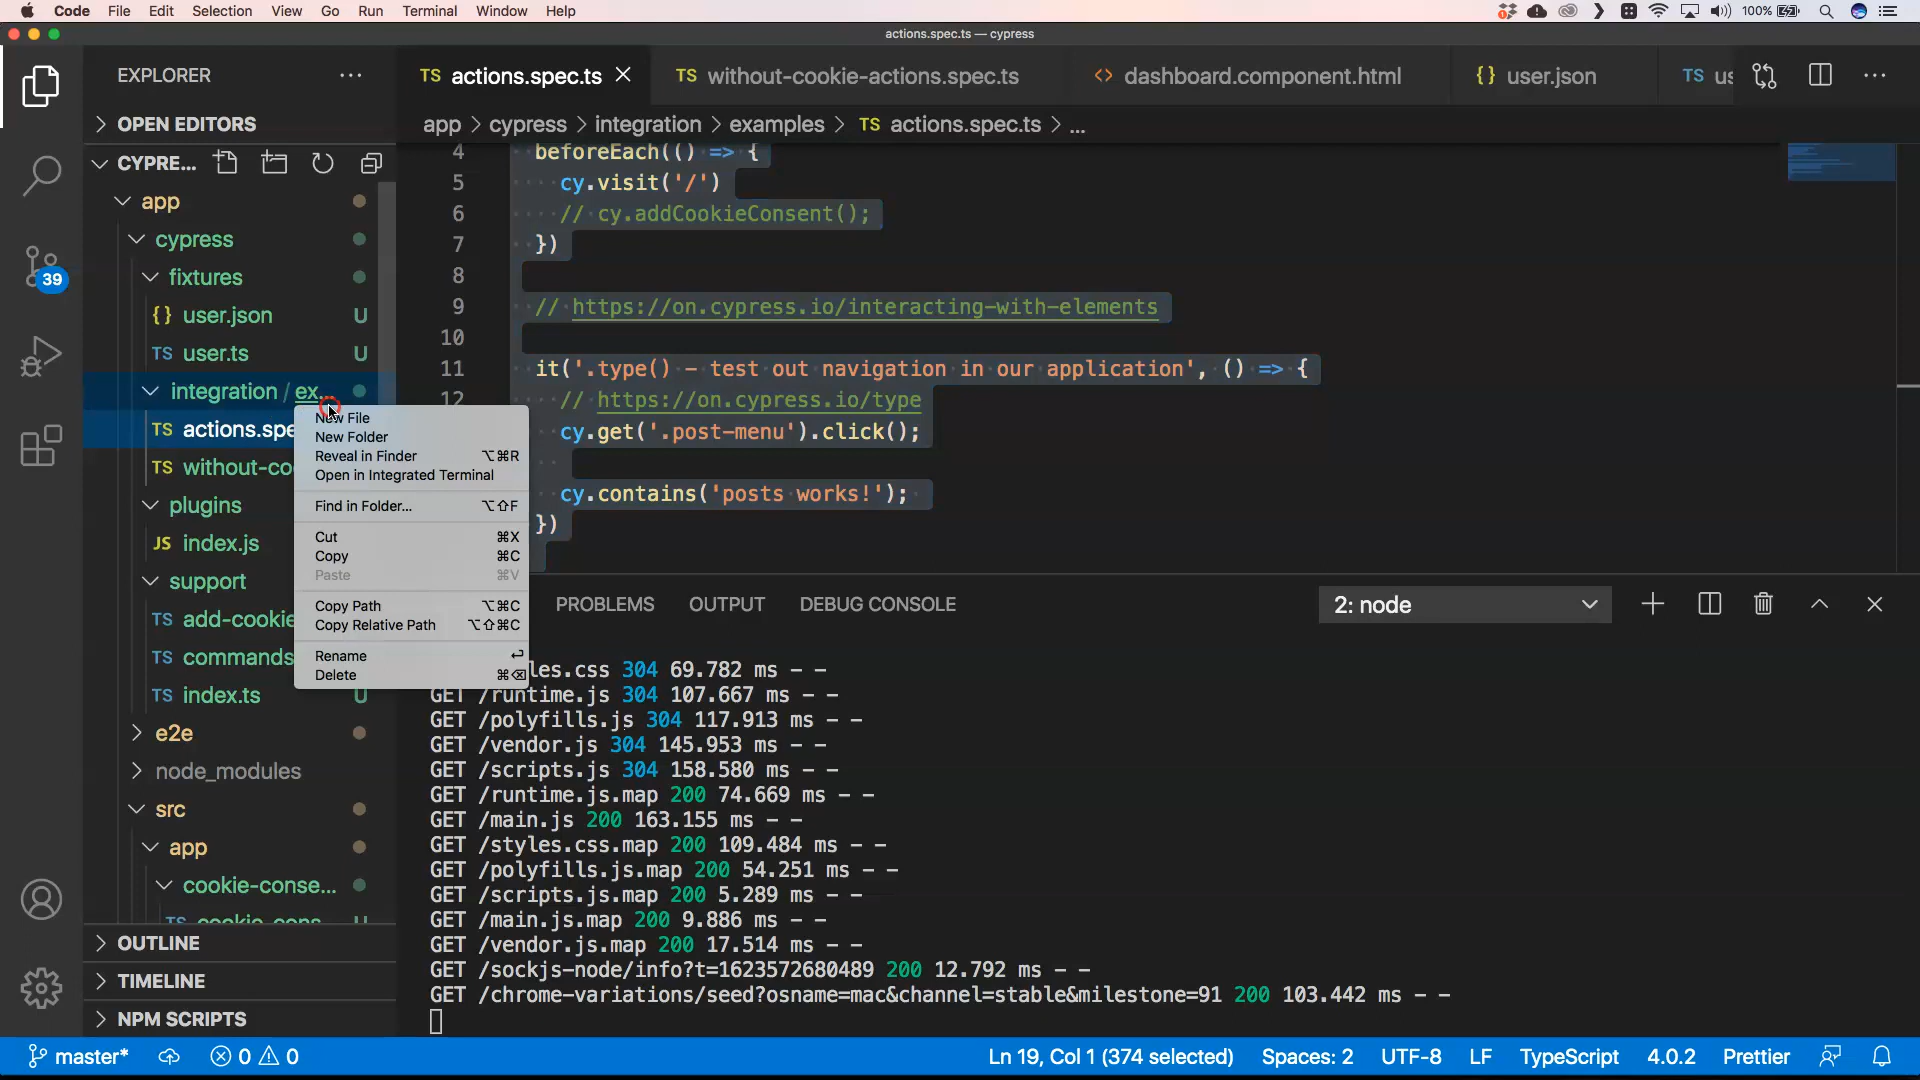 Code File Edit Selection View Go Run Terminal Window Help 100%
actions.spec.ts — cypress
EXPLORER
OPEN EDITORS
CYPRE...
app
cypress
fixtures
{} user.json U
TS user.ts U
integration / ex...
TS actions.spe
TS without-co
plugins
JS index.js
support
TS add-cookie
TS commands
TS index.ts U
e2e
node_modules
src
app
cookie-conse...
TS cookie-cons... U
OUTLINE
TIMELINE
NPM SCRIPTS
39
TS actions.spec.ts
TS without-cookie-actions.spec.ts
<> dashboard.component.html
{} user.json
TS us
app > cypress > integration > examples > TS actions.spec.ts > ...
4 beforeEach(() => {
5 cy.visit('/')
6 // cy.addCookieConsent();
7 })
8
9 // https://on.cypress.io/interacting-with-elements
10
11 it('.type() - test out navigation in our application', () => {
12 // https://on.cypress.io/type
cy.get('.post-menu').click();
cy.contains('posts works!');
})
New File
New Folder
Reveal in Finder ⌥⌘R
Open in Integrated Terminal
Find in Folder... ⌥⇧F
Cut ⌘X
Copy ⌘C
Paste ⌘V
Copy Path ⌥⌘C
Copy Relative Path ⌥⇧⌘C
Rename ↩
Delete ⌘⌫
PROBLEMS OUTPUT DEBUG CONSOLE
2: node
les.css 304 69.782 ms - -
GET /runtime.js 304 107.667 ms - -
GET /polyfills.js 304 117.913 ms - -
GET /vendor.js 304 145.953 ms - -
GET /scripts.js 304 158.580 ms - -
GET /runtime.js.map 200 74.669 ms - -
GET /main.js 200 163.155 ms - -
GET /styles.css.map 200 109.484 ms - -
GET /polyfills.js.map 200 54.251 ms - -
GET /scripts.js.map 200 5.289 ms - -
GET /main.js.map 200 9.886 ms - -
GET /vendor.js.map 200 17.514 ms - -
GET /sockjs-node/info?t=1623572680489 200 12.792 ms - -
GET /chrome-variations/seed?osname=mac&channel=stable&milestone=91 200 103.442 ms - -
master* 0 0 Ln 19, Col 1 (374 selected) Spaces: 2 UTF-8 LF TypeScript 4.0.2 Prettier